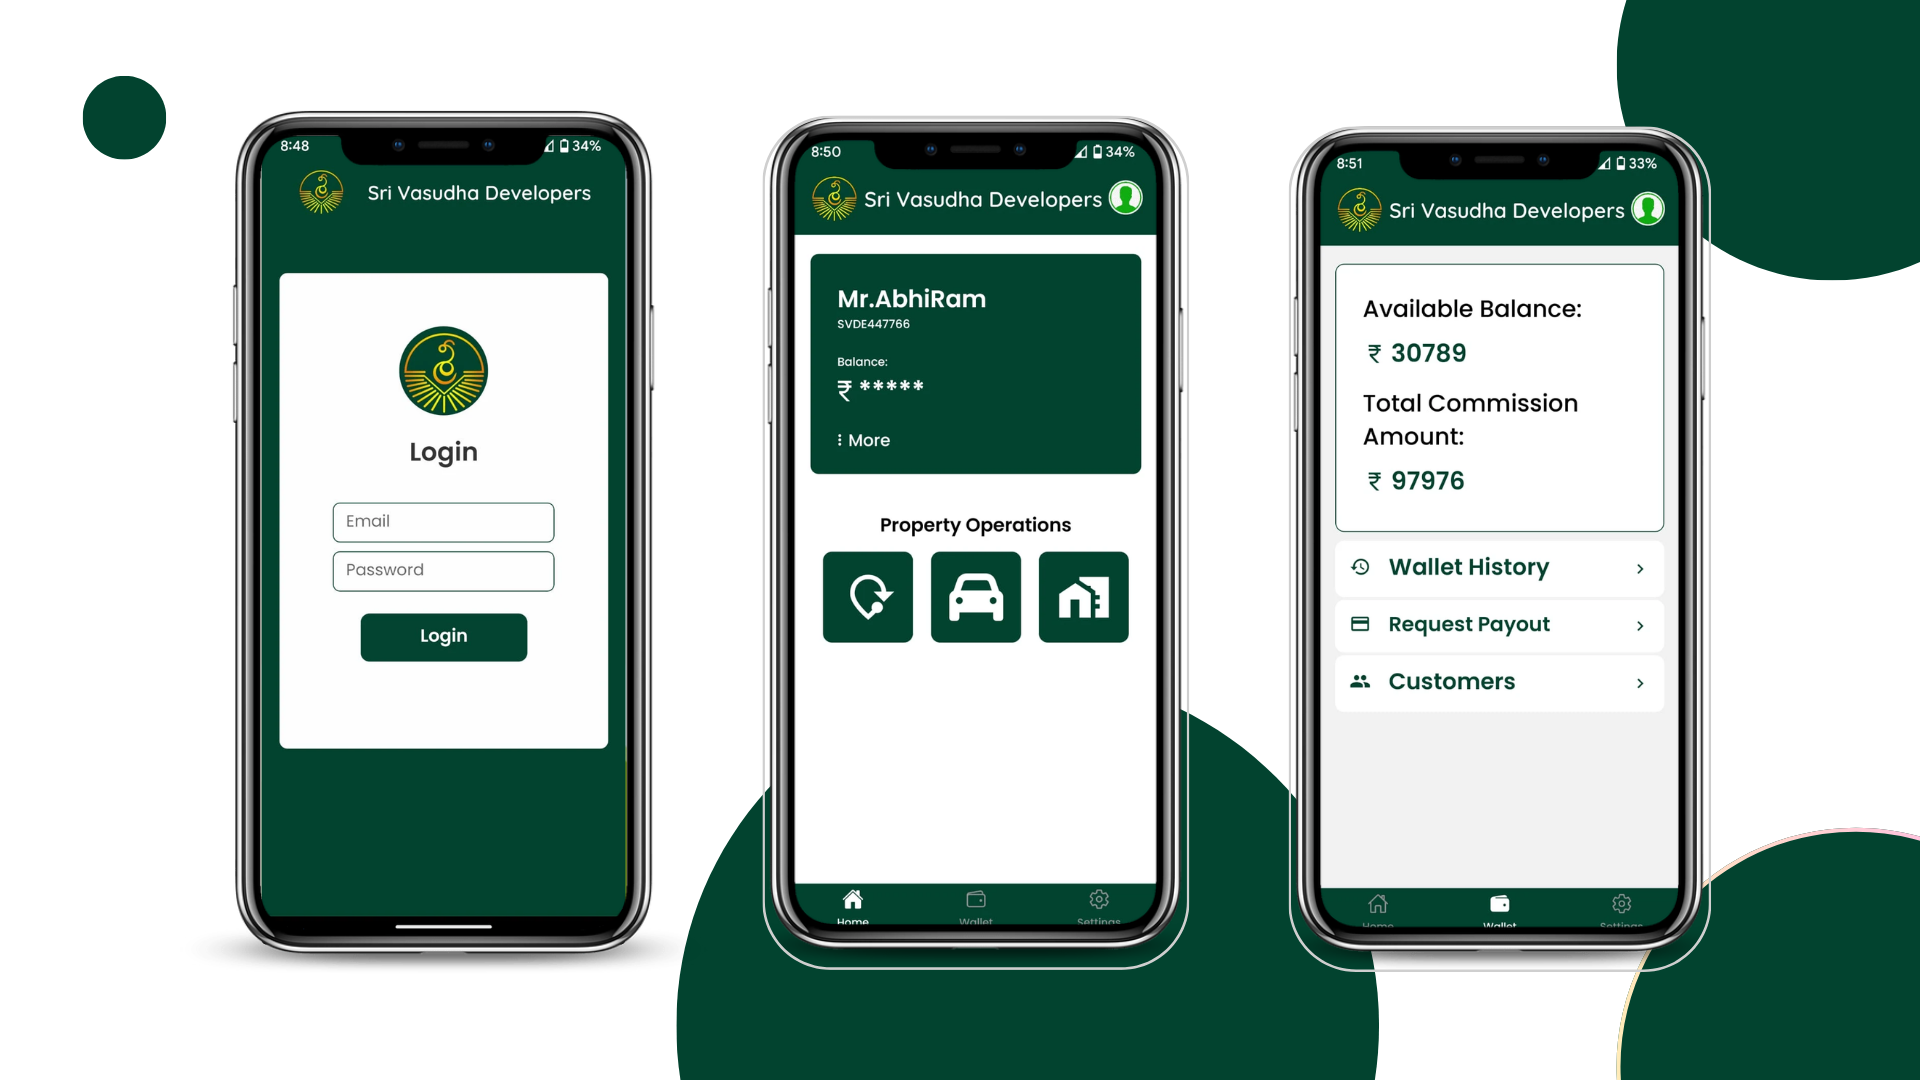 8:48
34%
Sri Vasudha Developers
Login
Email
Password
Login
8:50
34%
Sri Vasudha Developers
Mr.AbhiRam
SVDE447766
Balance:
₹ *****
More
Property Operations
Home
Wallet
Settings
8:51
33%
Sri Vasudha Developers
Available Balance:
₹ 30789
Total Commission
Amount:
₹ 97976
Wallet History
Request Payout
Customers
Home
Wallet
Settings